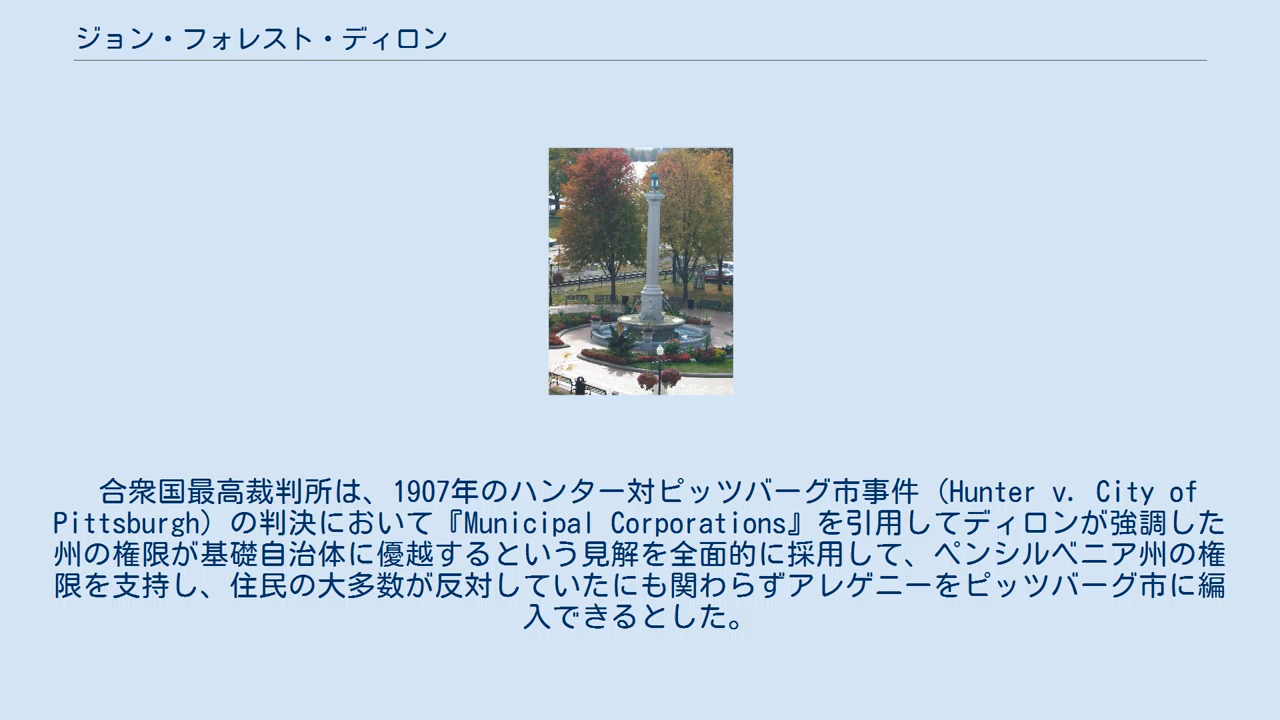 ジョン・フォレスト・ディロン
合衆国最高裁判所は、1907年のハンター対ピッツバーグ市事件（Hunter v. City of
Pittsburgh）の判決において『Municipal Corporations』を引用してディロンが強調した
州の権限が基礎自治体に優越するという見解を全面的に採用して、ペンシルベニア州の権
限を支持し、住民の大多数が反対していたにも関わらずアレゲニーをピッツバーグ市に編
入できるとした。